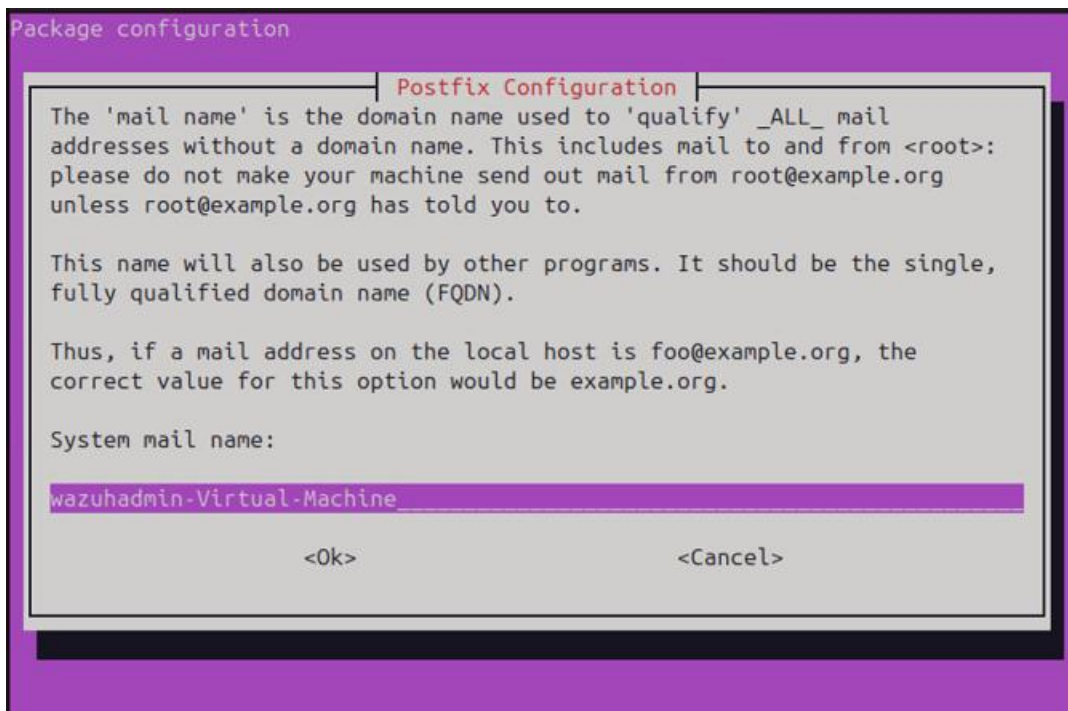 Package configuration
Postfix Configuration
The 'mail name' is the domain name used to 'qualify' _ALL_ mail
addresses without a domain name. This includes mail to and from <root>:
please do not make your machine send out mail from root@example.org
unless root@example.org has told you to.
This name will also be used by other programs. It should be the single,
fully qualified domain name (FQDN).
Thus, if a mail address on the local host is foo@example.org, the
correct value for this option would be example.org.
System mail name:
wazuhadmin-Virtual-Machine
<Ok> <Cancel>